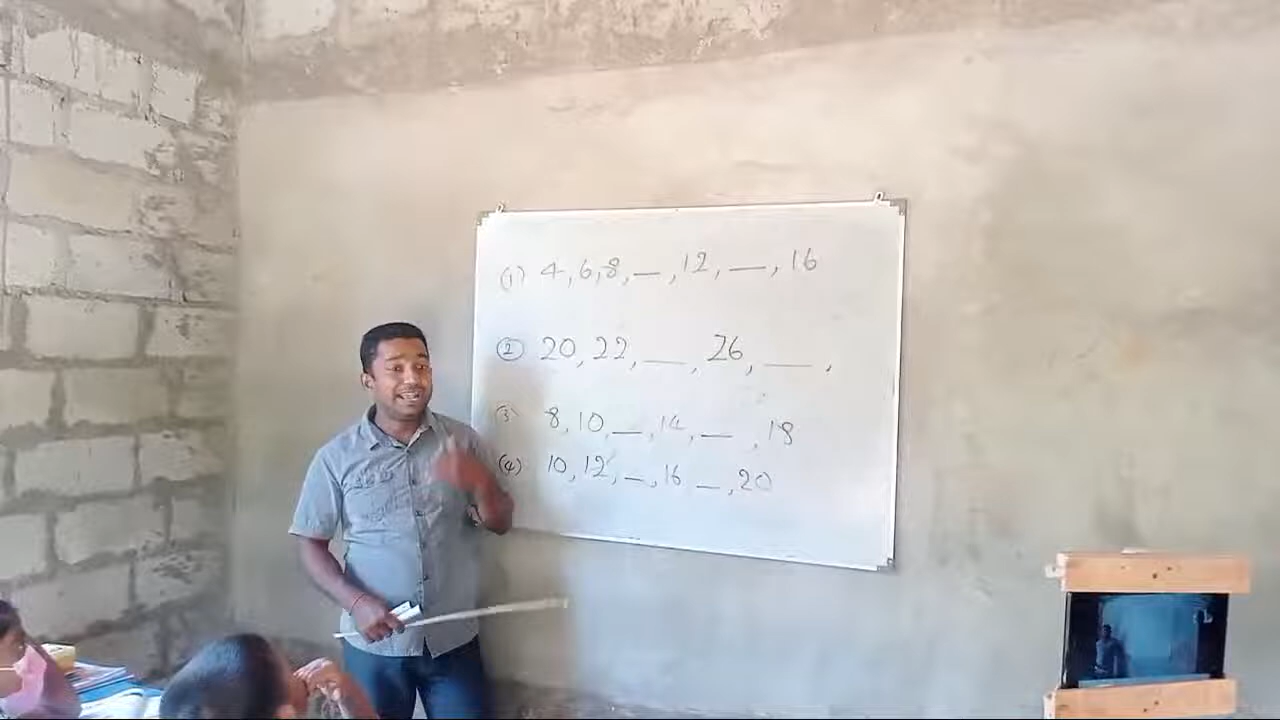 (1) 4, 6, 8, __, 12, __, 16
(2) 20, 22, __, 26, __,
(3) 8, 10, __, 14, __, 18
(4) 10, 12, __, 16 __, 20